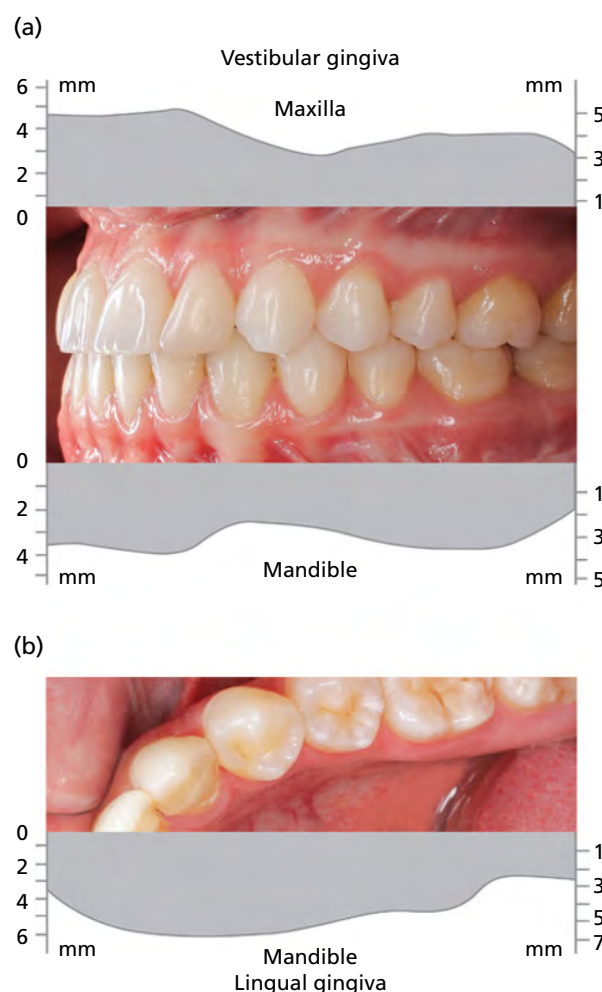 (a)
Vestibular gingiva
6 mm mm
Maxilla 5
4
3
2
1
0
0
1
2
3
4
mm Mandible mm 5
(b)
0
1
2
3
4
5
6 7
mm mm
Mandible
Lingual gingiva